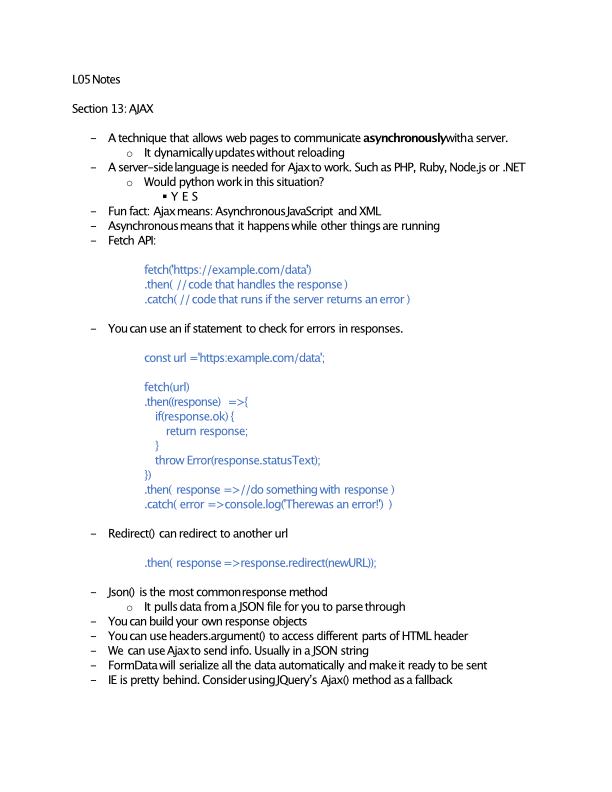 L05 Notes
Section 13: AJAX
– A technique that allows web pages to communicate asynchronously with a server.
o It dynamically updates without reloading
– A server-side language is needed for Ajax to work. Such as PHP, Ruby, Node.js or .NET
o Would python work in this situation?
▪ Y E S
– Fun fact: Ajax means: Asynchronous JavaScript and XML
– Asynchronous means that it happens while other things are running
– Fetch API:
fetch('https://example.com/data')
.then( // code that handles the response )
.catch( // code that runs if the server returns an error )
– You can use an if statement to check for errors in responses.
const url ='https:example.com/data';
fetch(url)
.then((response) =>{
if(response.ok) {
return response;
}
throw Error(response.statusText);
})
.then( response =>//do something with response )
.catch( error =>console.log('There was an error!') )
– Redirect() can redirect to another url
.then( response =>response.redirect(newURL));
– Json() is the most common response method
o It pulls data from a JSON file for you to parse through
– You can build your own response objects
– You can use headers.argument() to access different parts of HTML header
– We can use Ajax to send info. Usually in a JSON string
– FormData will serialize all the data automatically and make it ready to be sent
– IE is pretty behind. Consider using JQuery's Ajax() method as a fallback